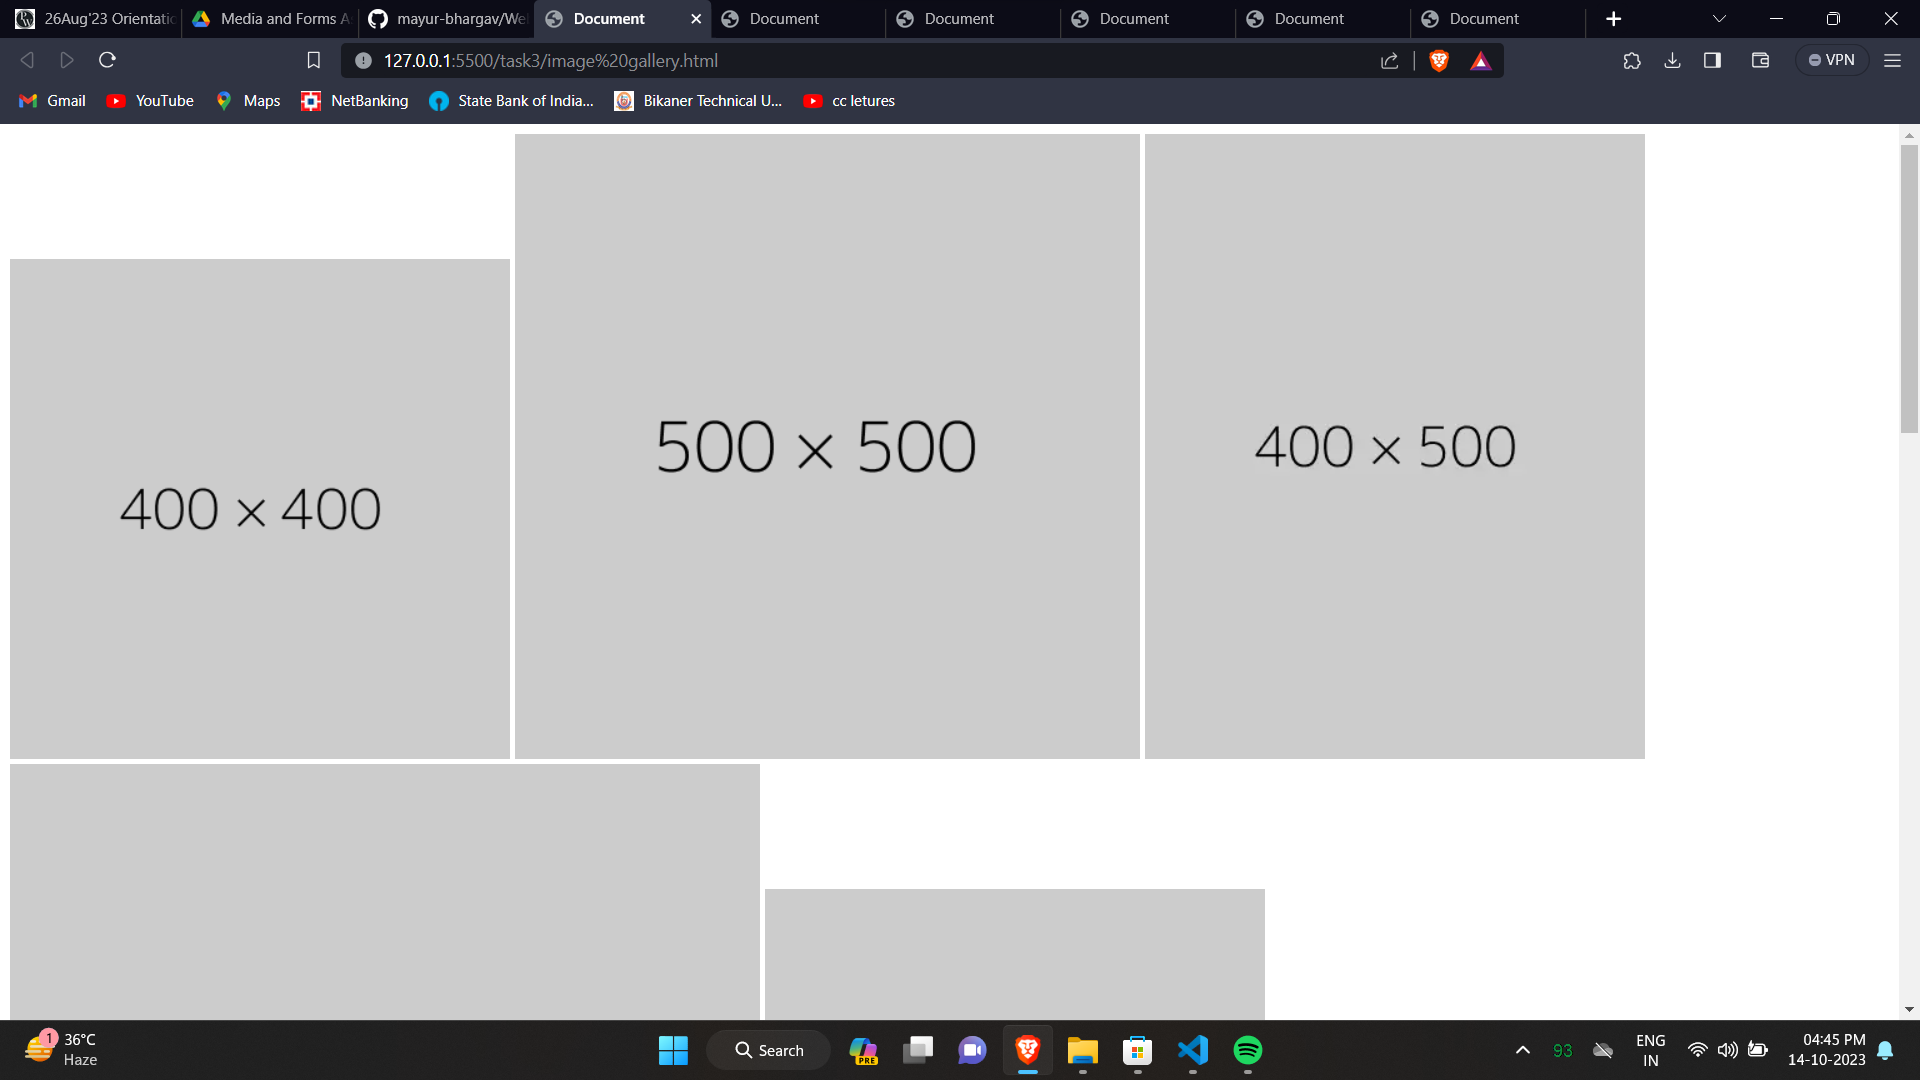 26Aug'23 Orientatic
Media and Forms A
mayur-bhargav/We
Document
Document
Document
Document
Document
Document
127.0.0.1:5500/task3/image%20gallery.html
VPN
Gmail
YouTube
Maps
NetBanking
State Bank of India...
Bikaner Technical U...
cc letures
400 × 400
500 × 500
400 × 500
1
36°C
Haze
Search
PRE
93
ENG
IN
04:45 PM
14-10-2023